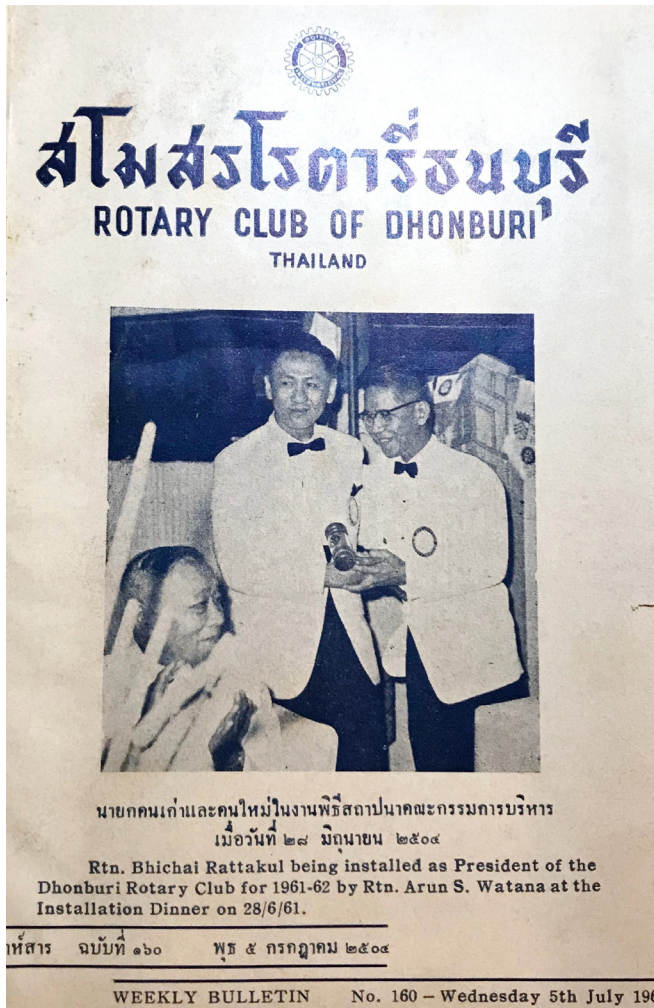 สโมสรโรตารี่ธนบุรี
ROTARY CLUB OF DHONBURI
THAILAND
นายกคนเก่าและคนใหม่ในงานพิธีสถาปนาคณะกรรมการบริหาร
เมื่อวันที่ ๒๘ มิถุนายน ๒๕๐๔
Rtn. Bhichai Rattakul being installed as President of the
Dhonburi Rotary Club for 1961-62 by Rtn. Arun S. Watana at the
Installation Dinner on 28/6/61.
ฉบับที่ ๑๖๐ พุธ ๕ กรกฎาคม ๒๕๐๔
WEEKLY BULLETIN No. 160 – Wednesday 5th July